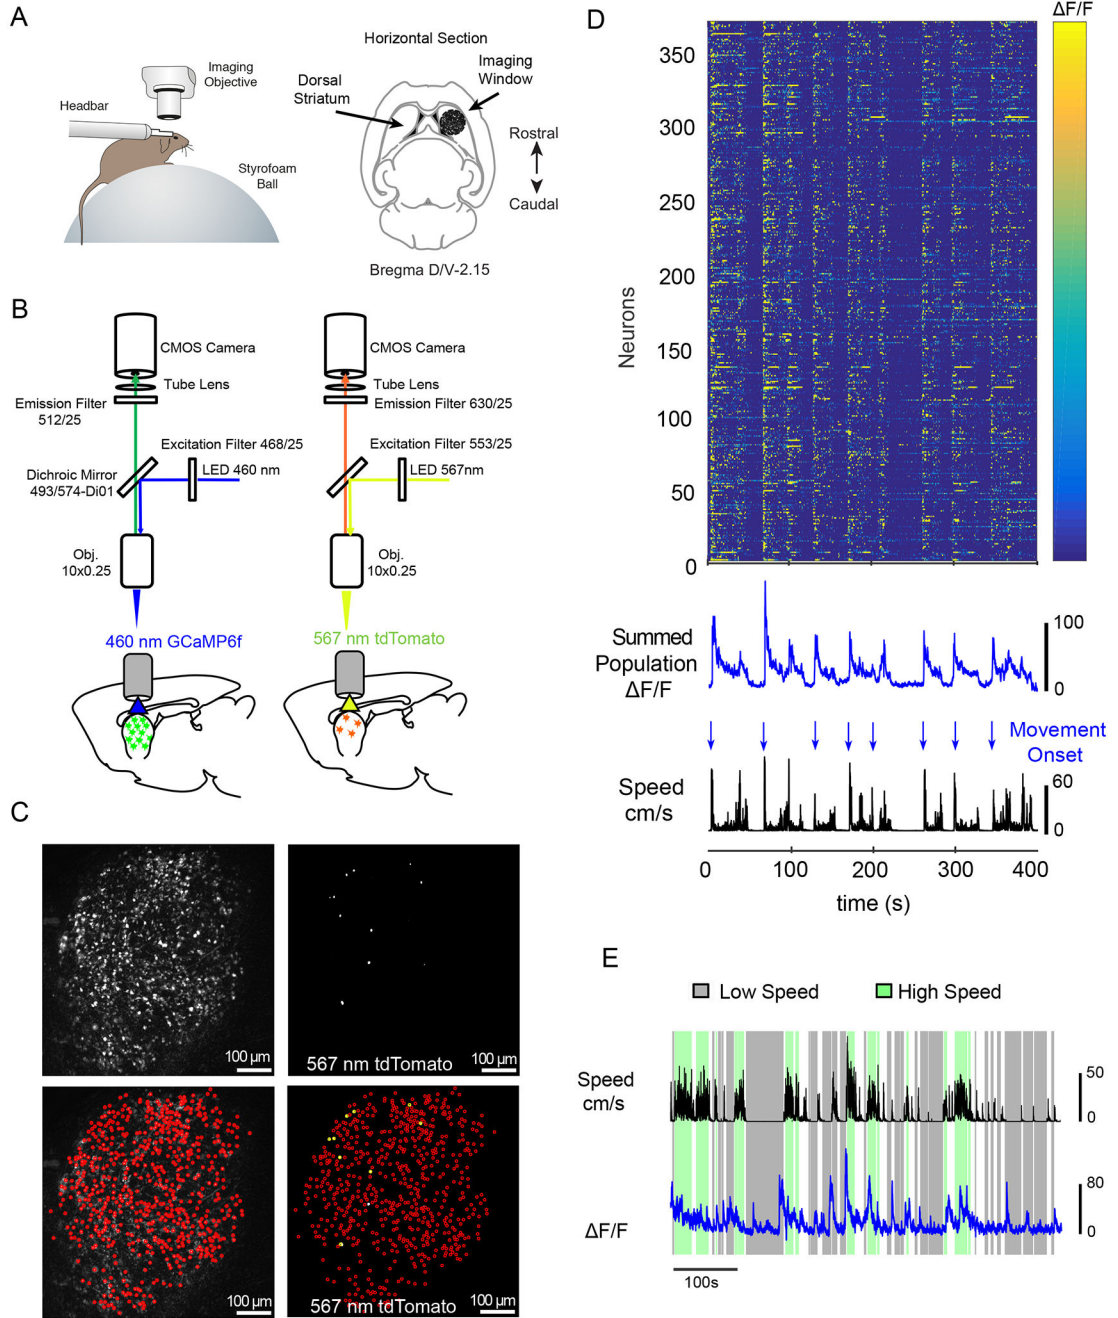 A
Horizontal Section
Imaging
Objective
Headbar
Styrofoam
Ball
Dorsal
Striatum
Imaging
Window
Rostral
Caudal
Bregma D/V-2.15
B
CMOS Camera
Tube Lens
Emission Filter
512/25
Excitation Filter 468/25
LED 460 nm
Dichroic Mirror
493/574-Di01
Obj.
10x0.25
460 nm GCaMP6f
CMOS Camera
Tube Lens
Emission Filter 630/25
Excitation Filter 553/25
LED 567nm
Obj.
10x0.25
567 nm tdTomato
C
100 µm
567 nm tdTomato
100 µm
100 µm
567 nm tdTomato
100 µm
D
ΔF/F
Neurons
350
300
250
200
150
100
50
0
Summed
Population
ΔF/F
100
0
Movement
Onset
Speed
cm/s
60
0
0 100 200 300 400
time (s)
E
Low Speed
High Speed
Speed
cm/s
50
0
ΔF/F
80
0
100s